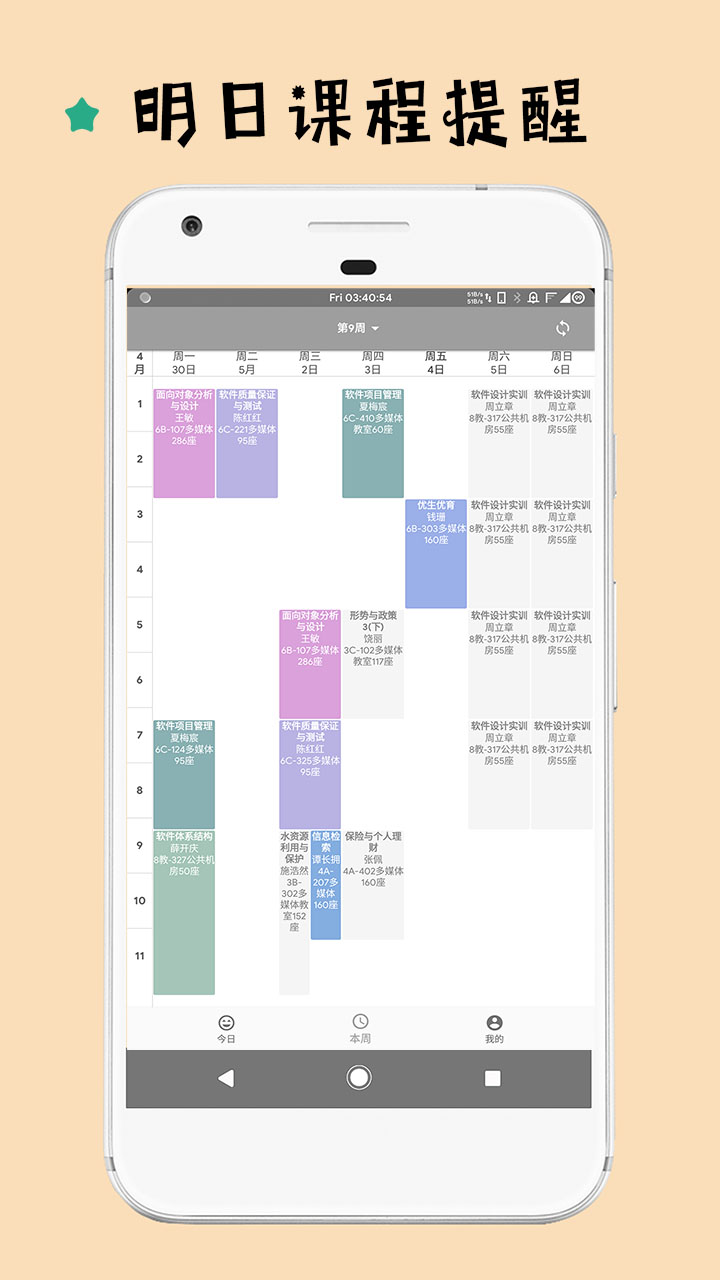 明日课程提醒
Fri 03:40:54
51B/s
51B/s
99
第9周
4
月
周一
30日
周二
5月
周三
2日
周四
3日
周五
4日
周六
5日
周日
6日
1
2
3
4
5
6
7
8
9
10
11
面向对象分析
与设计
王敏
6B-107多媒体
286座
软件质量保证
与测试
陈红红
6C-221多媒体
95座
软件项目管理
夏梅宸
6C-410多媒体
教室60座
软件设计实训
周立章
8教-317公共机
房55座
软件设计实训
周立章
8教-317公共机
房55座
优生优育
钱珊
6B-303多媒体
160座
软件设计实训
周立章
8教-317公共机
房55座
软件设计实训
周立章
8教-317公共机
房55座
面向对象分析
与设计
王敏
6B-107多媒体
286座
形势与政策
3(下)
饶丽
3C-102多媒体
教室117座
软件设计实训
周立章
8教-317公共机
房55座
软件设计实训
周立章
8教-317公共机
房55座
软件项目管理
夏梅宸
6C-124多媒体
95座
软件质量保证
与测试
陈红红
6C-325多媒体
95座
软件设计实训
周立章
8教-317公共机
房55座
软件设计实训
周立章
8教-317公共机
房55座
软件体系结构
薛开庆
8教-327公共机
房50座
水资源
利用与
保护
施浩然
3B-
302多
媒体教
室152
座
信息检
索
谭长拥
4A-
207多
媒体
160座
保险与个人理
财
张佩
4A-402多媒体
160座
今日
本周
我的